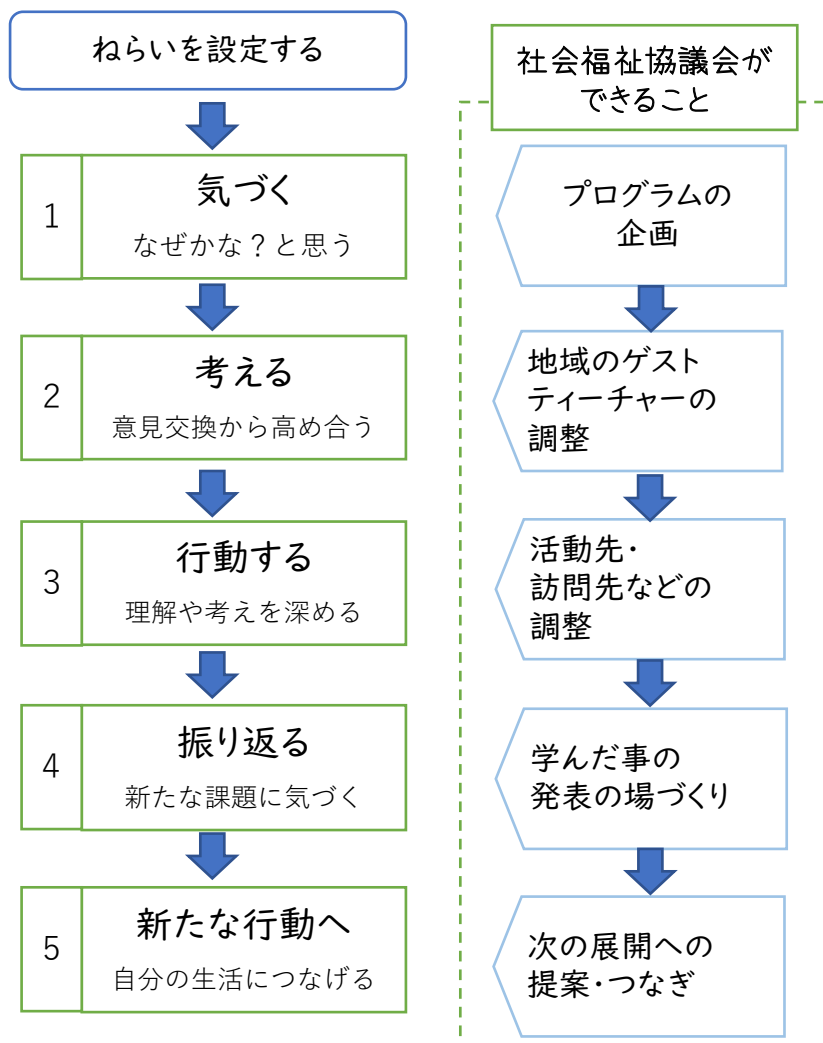 ねらいを設定する
1
気づく
なぜかな？と思う
2
考える
意見交換から高め合う
3
行動する
理解や考えを深める
4
振り返る
新たな課題に気づく
5
新たな行動へ
自分の生活につなげる
社会福祉協議会が
できること
プログラムの
企画
地域のゲスト
ティーチャーの
調整
活動先・
訪問先などの
調整
学んだ事の
発表の場づくり
次の展開への
提案・つなぎ